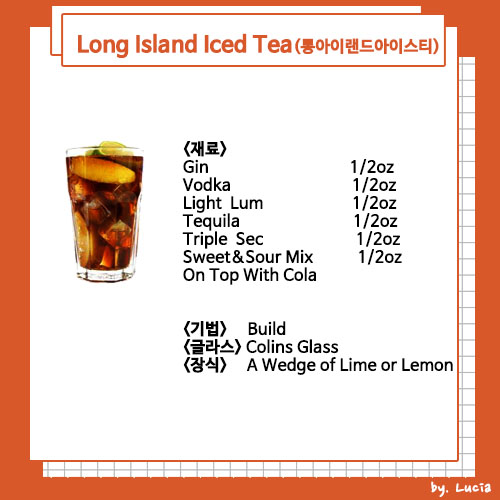 Long Island Iced Tea(롱아이랜드아이스티)
<재료>
Gin 1/2oz
Vodka 1/2oz
Light Lum 1/2oz
Tequila 1/2oz
Triple Sec 1/2oz
Sweet&Sour Mix 1/2oz
On Top With Cola
<기법> Build
<글라스> Colins Glass
<장식> A Wedge of Lime or Lemon
by. Lucia